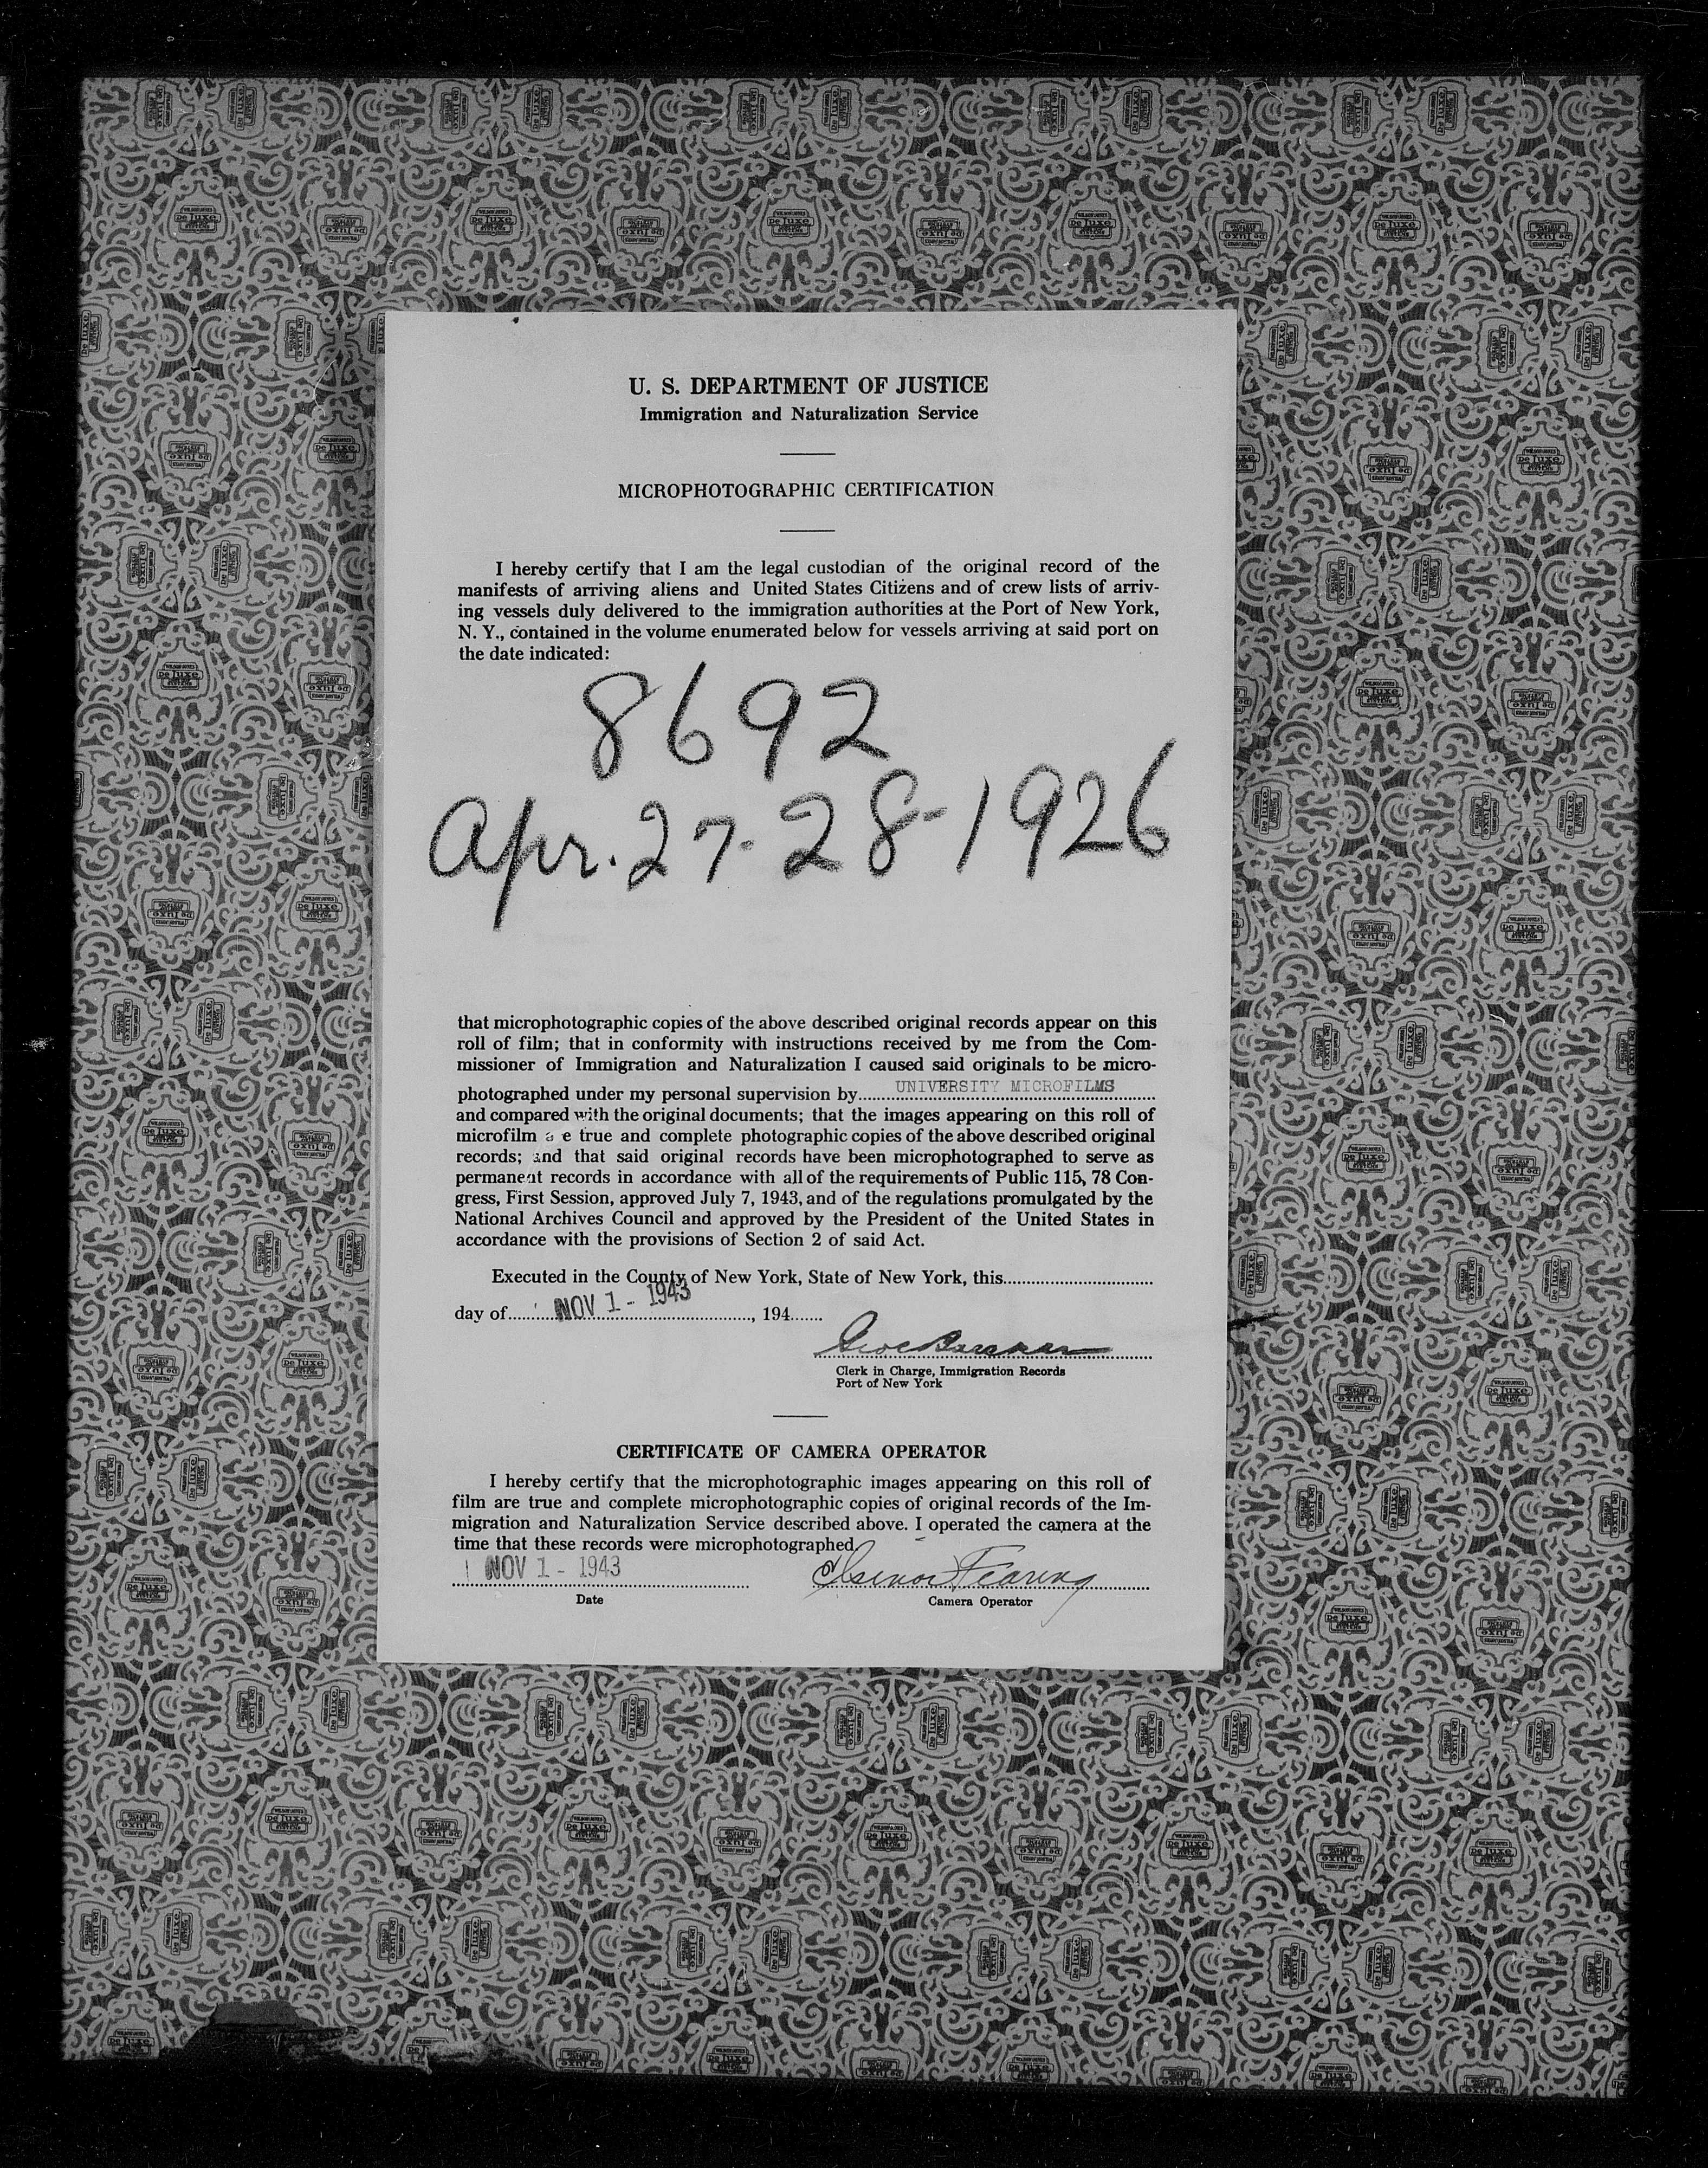 U. S. DEPARTMENT OF JUSTICE
Immigration and Naturalization Service
MICROPHOTOGRAPHIC CERTIFICATION
I hereby certify that I am the legal custodian of the original record of the
manifests of arriving aliens and United States Citizens and of crew lists of arriv-
ing vessels duly delivered to the immigration authorities at the Port of New York,
N. Y., contained in the volume enumerated below for vessels arriving at said port on
the date indicated:
8692
Apr. 27-28-1926
that microphotographic copies of the above described original records appear on this
roll of film; that in conformity with instructions received by me from the Com-
missioner of Immigration and Naturalization I caused said originals to be micro-
photographed under my personal supervision by UNIVERSITY MICROFILMS
and compared with the original documents; that the images appearing on this roll of
microfilm a e true and complete photographic copies of the above described original
records; and that said original records have been microphotographed to serve as
permanent records in accordance with all of the requirements of Public 115, 78 Con-
gress, First Session, approved July 7, 1943, and of the regulations promulgated by the
National Archives Council and approved by the President of the United States in
accordance with the provisions of Section 2 of said Act.
Executed in the County of New York, State of New York, this
day of NOV 1 - 1943, 194
Clerk in Charge, Immigration Records
Port of New York
CERTIFICATE OF CAMERA OPERATOR
I hereby certify that the microphotographic images appearing on this roll of
film are true and complete microphotographic copies of original records of the Im-
migration and Naturalization Service described above. I operated the camera at the
time that these records were microphotographed.
NOV 1 - 1943 Fearing
Date Camera Operator
WILSON JONES
De Luxe